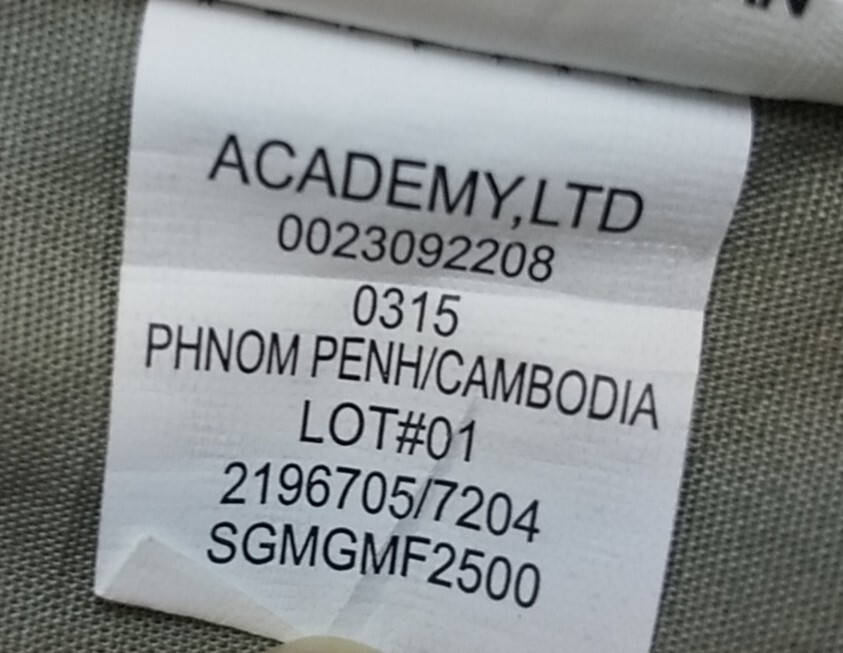 ACADEMY,LTD
0023092208
0315
PHNOM PENH/CAMBODIA
LOT#01
2196705/7204
SGMGMF2500